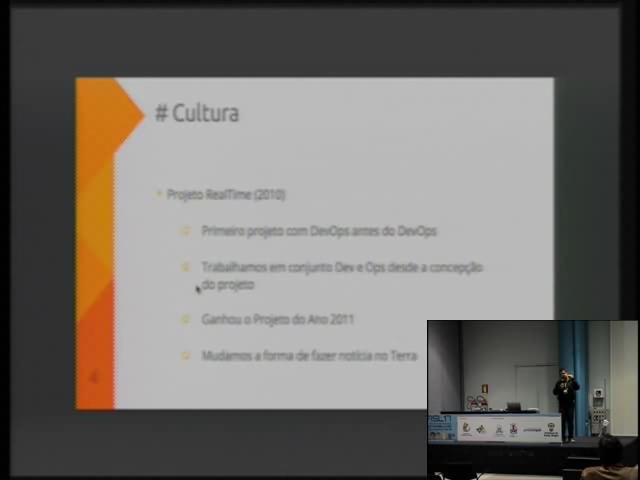 # Cultura
Projeto RealTime (2010)
Primeiro projeto com DevOps antes do DevOps
Trabalhamos em conjunto Dev e Ops desde a concepção
do projeto
Ganhou o Projeto do Ano 2011
Mudamos a forma de fazer notícia no Terra
4